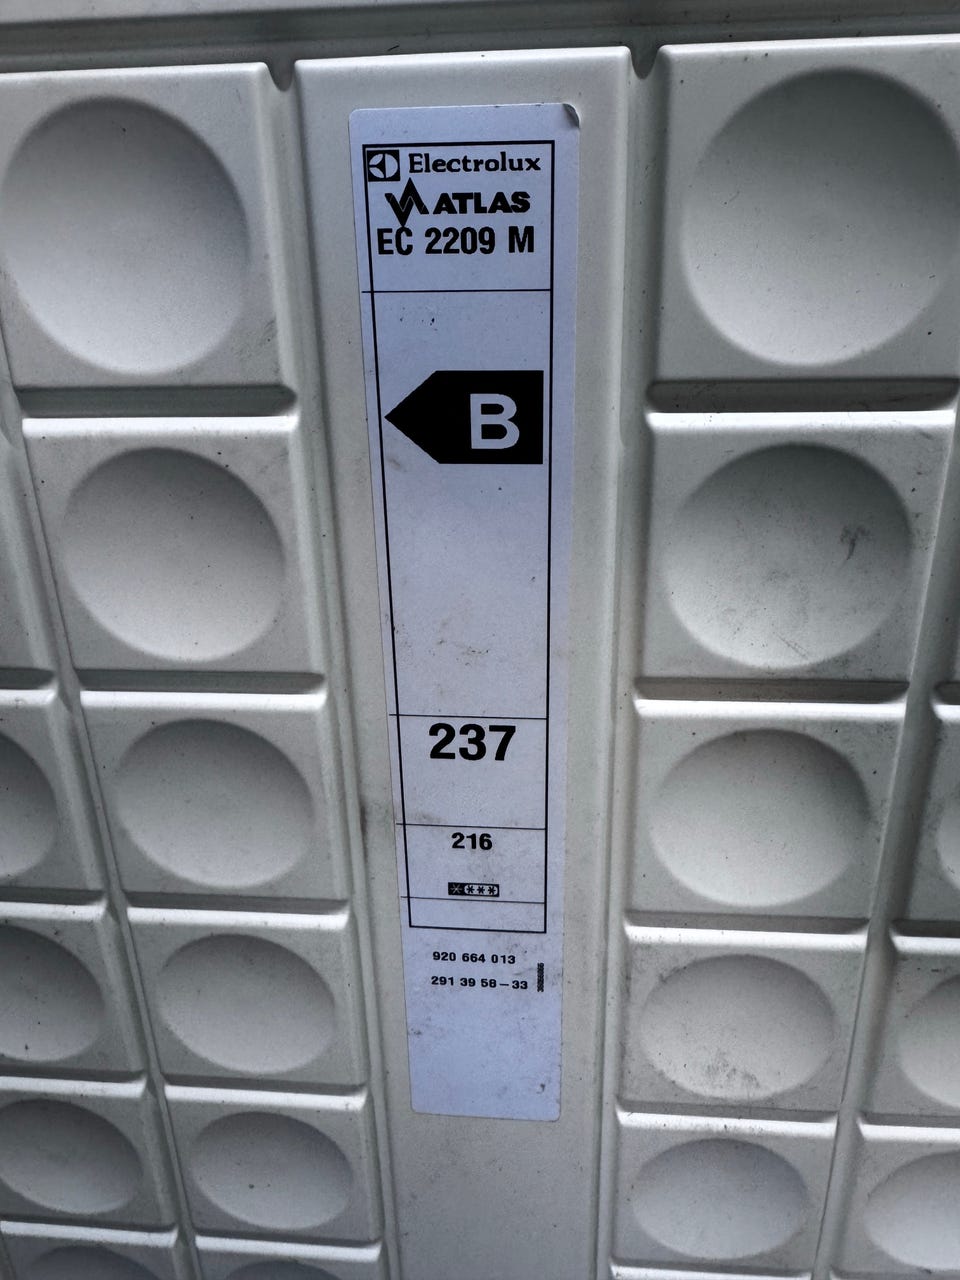 Electrolux
ATLAS
EC 2209 M
B
237
216
****
920 664 013
291 39 58-33